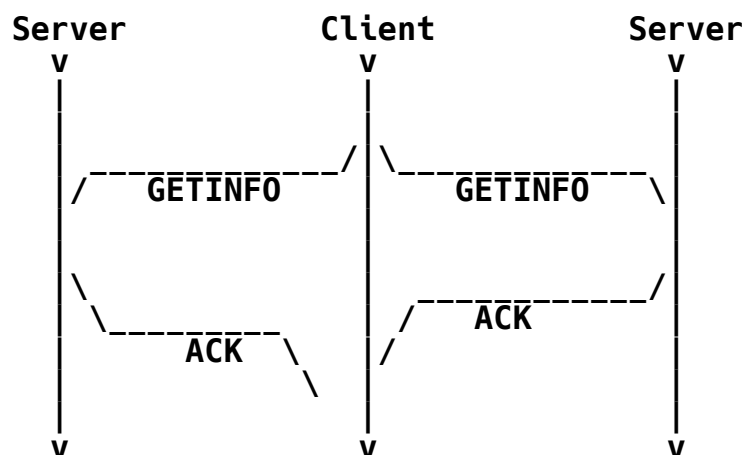 Server Client Server
v v v
GETINFO GETINFO
ACK
ACK
v v v